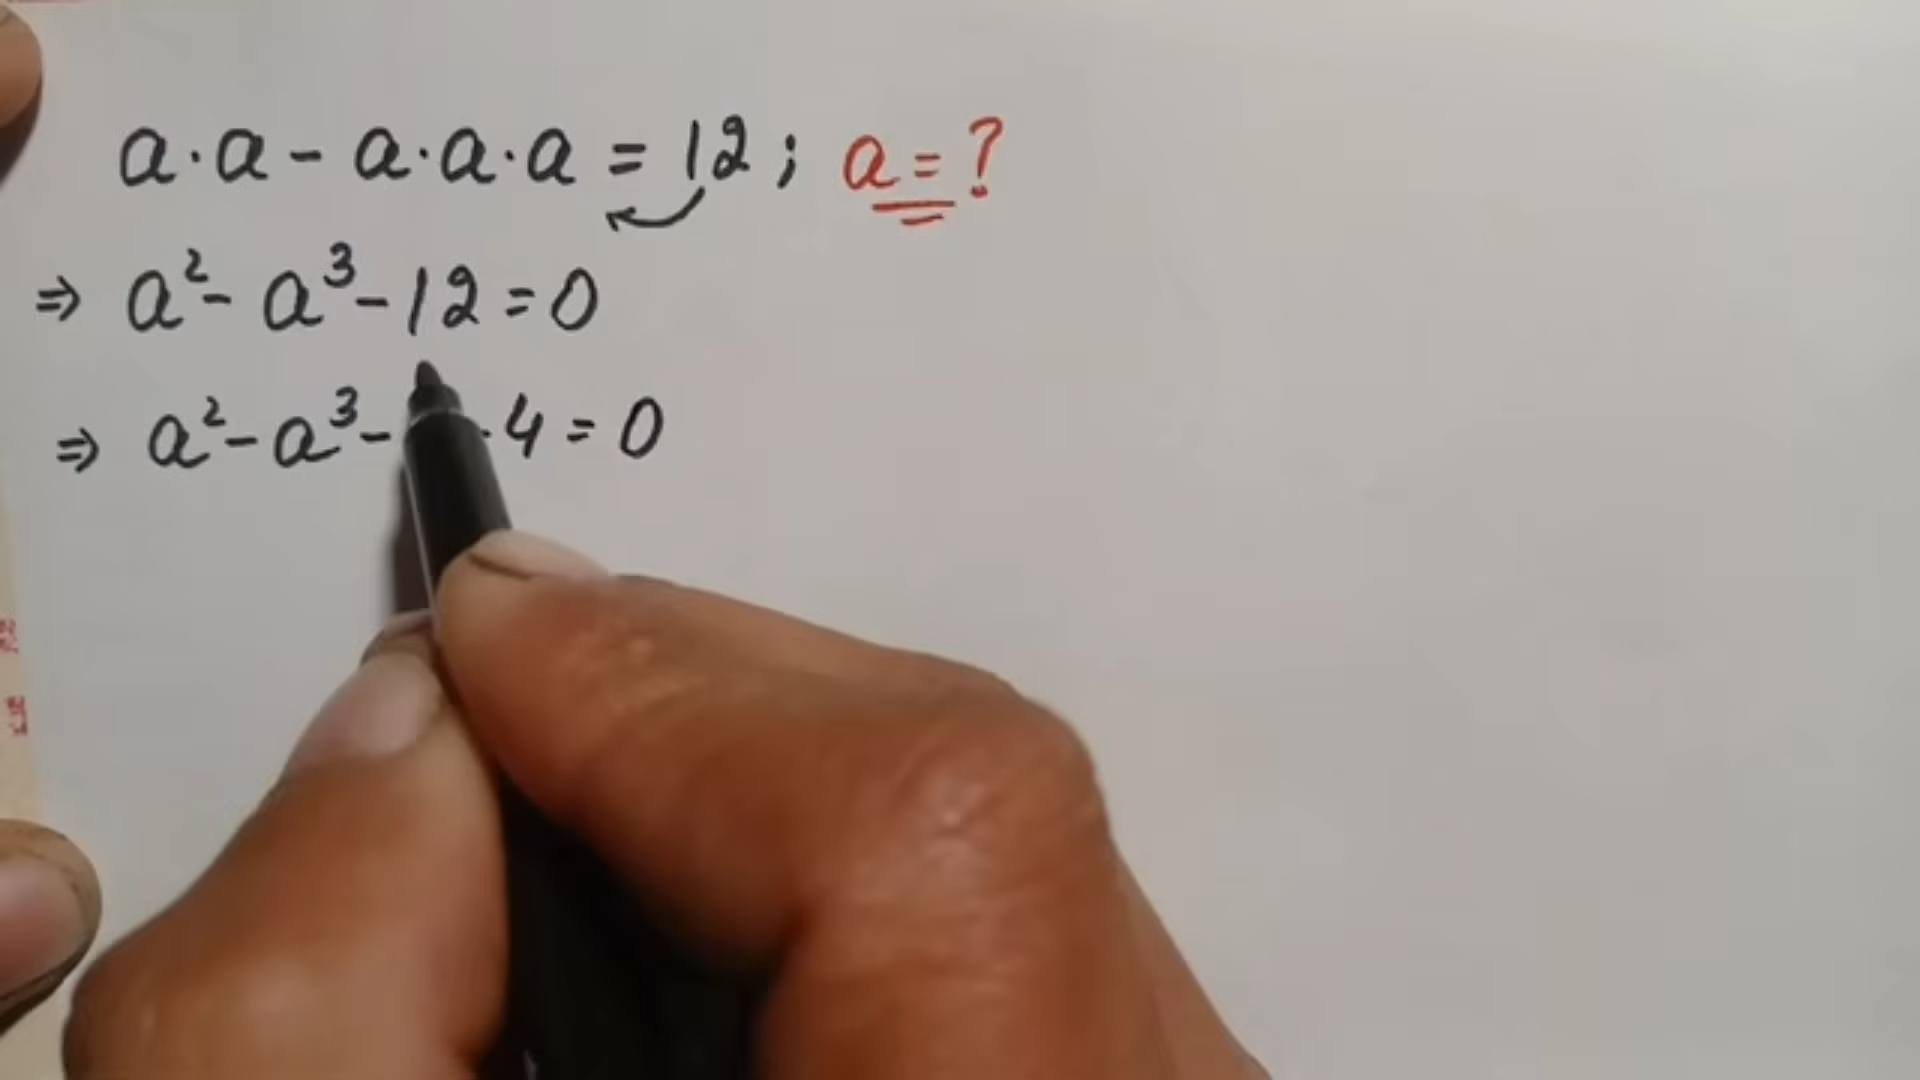 a·a - a·a·a = 12 ; a = ?
⇒ a² - a³ - 12 = 0
⇒ a² - a³ - · 4 = 0